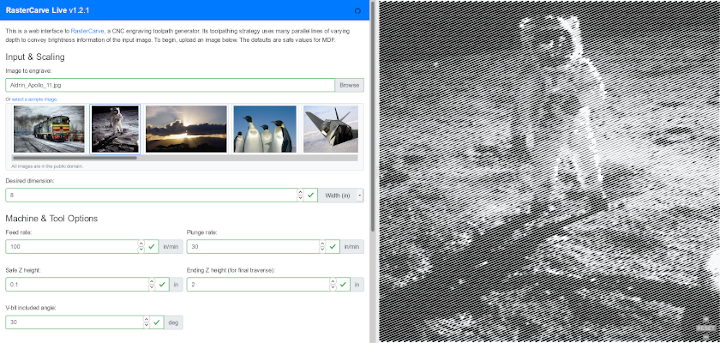 RasterCarve Live v1.2.1
This is a web interface to RasterCarve, a CNC engraving toolpath generator. Its toolpathing strategy uses many parallel lines of varying
depth to convey brightness information of the input image. To begin, upload an image below. The defaults are safe values for MDF.
Input & Scaling
Image to engrave:
Aldrin_Apollo_11.jpg Browse
Or select a sample image.
All images are in the public domain.
Desired dimension:
8 Width (in)
Machine & Tool Options
Feed rate: Plunge rate:
100 in/min 30 in/min
Safe Z height: Ending Z height (for final traverse):
0.1 in 2 in
V-bit included angle:
30 deg